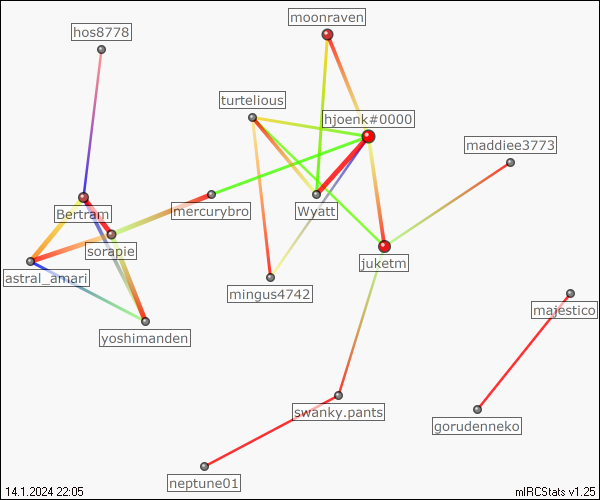 moonraven
hos8778
turtelious
hjoenk#0000
maddiee3773
Bertram
mercurybro
Wyatt
sorapie
juketm
astral_amari
mingus4742
majestico
yoshimanden
swanky.pants
gorudenneko
neptune01
14.1.2024 22:05
mIRCStats v1.25